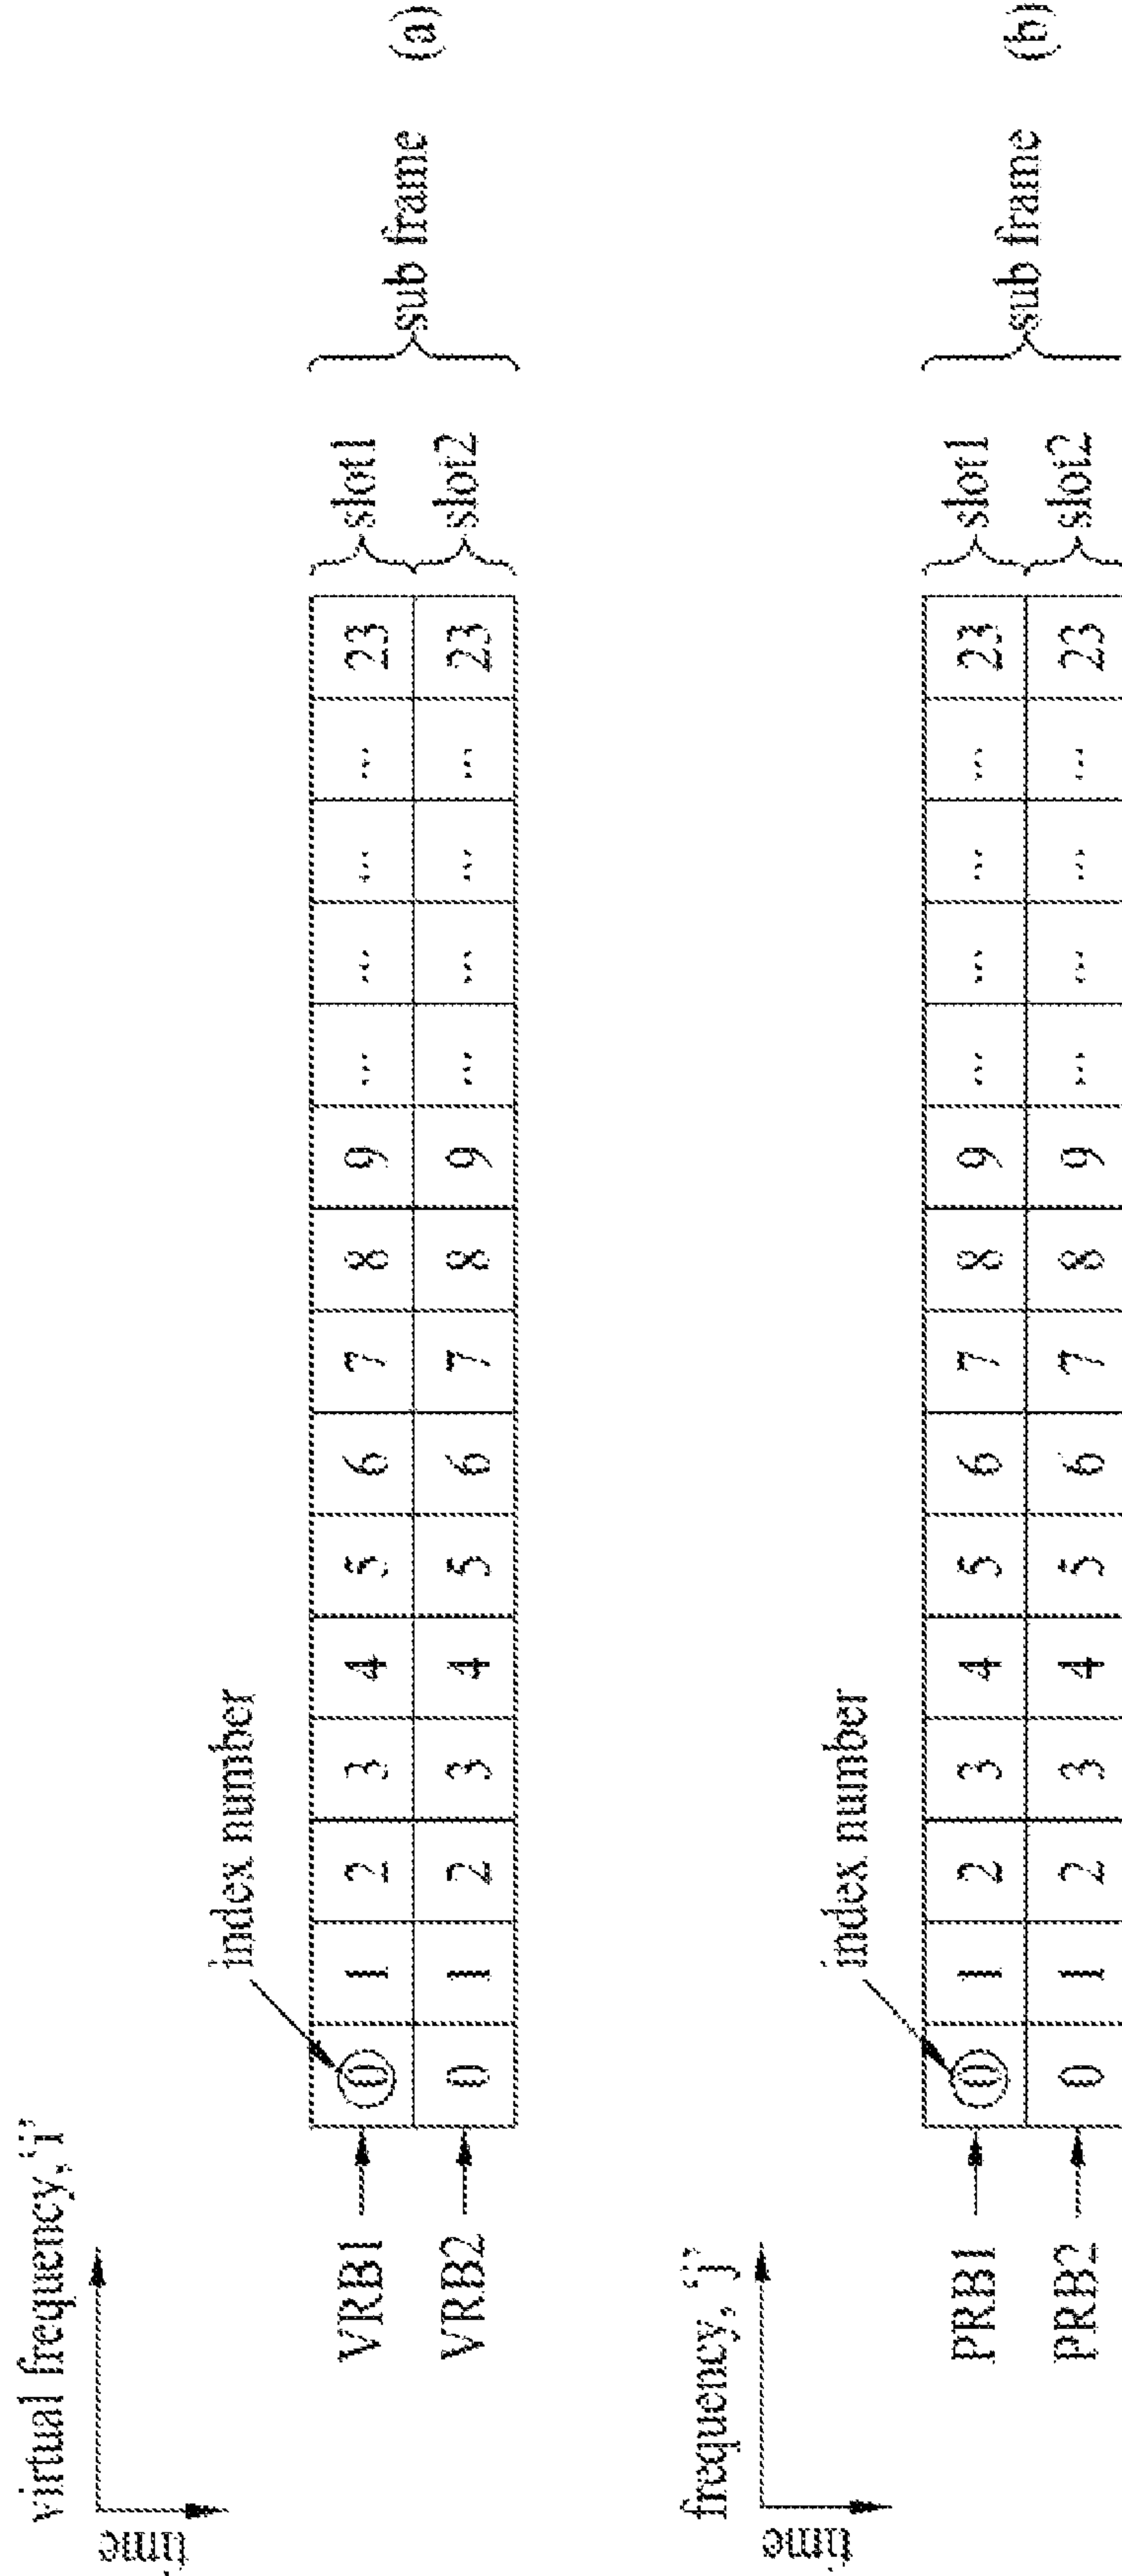 virtual frequency, 'i'
time
index number
VRB1 0 1 2 3 4 5 6 7 8 9 ... ... ... ... 23 slot1
VRB2 0 1 2 3 4 5 6 7 8 9 ... ... ... ... 23 slot2
sub frame (a)
frequency, 'j'
time
index number
PRB1 0 1 2 3 4 5 6 7 8 9 ... ... ... ... 23 slot1
PRB2 0 1 2 3 4 5 6 7 8 9 ... ... ... ... 23 slot2
sub frame (b)